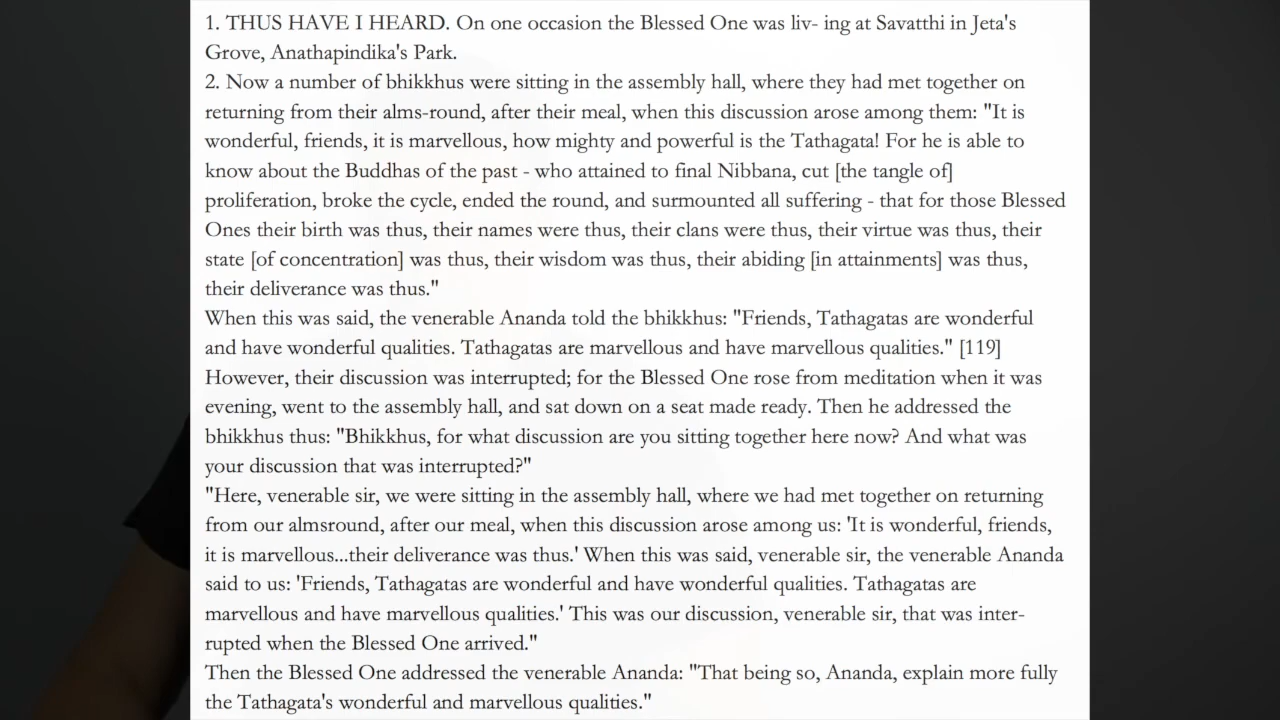 1. THUS HAVE I HEARD. On one occasion the Blessed One was liv- ing at Savatthi in Jeta's
Grove, Anathapindika's Park.
2. Now a number of bhikkhus were sitting in the assembly hall, where they had met together on
returning from their alms-round, after their meal, when this discussion arose among them: "It is
wonderful, friends, it is marvellous, how mighty and powerful is the Tathagata! For he is able to
know about the Buddhas of the past - who attained to final Nibbana, cut [the tangle of]
proliferation, broke the cycle, ended the round, and surmounted all suffering - that for those Blessed
Ones their birth was thus, their names were thus, their clans were thus, their virtue was thus, their
state [of concentration] was thus, their wisdom was thus, their abiding [in attainments] was thus,
their deliverance was thus."
When this was said, the venerable Ananda told the bhikkhus: "Friends, Tathagatas are wonderful
and have wonderful qualities. Tathagatas are marvellous and have marvellous qualities." [119]
However, their discussion was interrupted; for the Blessed One rose from meditation when it was
evening, went to the assembly hall, and sat down on a seat made ready. Then he addressed the
bhikkhus thus: "Bhikkhus, for what discussion are you sitting together here now? And what was
your discussion that was interrupted?"
"Here, venerable sir, we were sitting in the assembly hall, where we had met together on returning
from our almsround, after our meal, when this discussion arose among us: 'It is wonderful, friends,
it is marvellous...their deliverance was thus.' When this was said, venerable sir, the venerable Ananda
said to us: 'Friends, Tathagatas are wonderful and have wonderful qualities. Tathagatas are
marvellous and have marvellous qualities.' This was our discussion, venerable sir, that was inter-
rupted when the Blessed One arrived."
Then the Blessed One addressed the venerable Ananda: "That being so, Ananda, explain more fully
the Tathagata's wonderful and marvellous qualities."